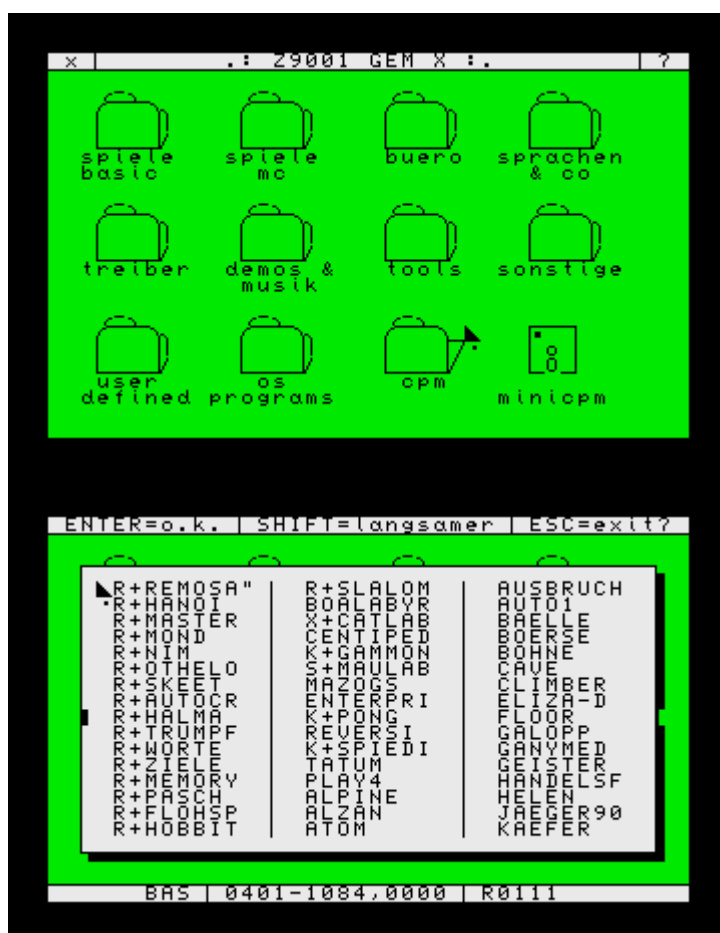 x | .: Z9001 GEM X :. | ?
spiele spiele buero sprachen
basic mc & co
treiber demos & tools sonstige
musik
user os cpm minicpm
defined programs
ENTER=o.k. | SHIFT=langsamer | ESC=exit?
R+REMOSA" | R+SLALOM | AUSBRUCH
R+HANOI | BOALABYR | AUTO1
R+MASTER | X+CATLAB | BAELLE
R+MOND | CENTIPED | BOERSE
R+NIM | K+GAMMON | BOHNE
R+OTHELO | S+MAULAB | CAVE
R+SKEET | MAZOGS | CLIMBER
R+AUTOCR | ENTERPRI | ELIZA-D
R+HALMA | K+PONG | FLOOR
R+TRUMPF | REVERSI | GALOPP
R+WORTE | K+SPIEDI | GANYMED
R+ZIELE | TATUM | GEISTER
R+MEMORY | PLAY4 | HANDELSF
R+PASCH | ALPINE | HELEN
R+FLOHSP | ALZAN | JAEGER90
R+HOBBIT | ATOM | KAEFER
BAS | 0401-1084,0000 | R0111